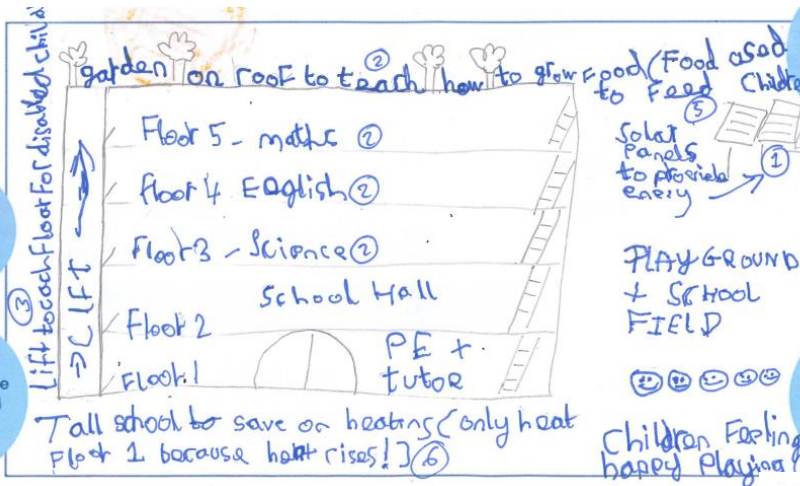 Lift to each Floor For disabled child
③
garden on rooF to teach how to grow Food (Food used
②
to Feed Childre
⑤
Solar
Panels
to provide
energy
①
→ LIFT →
Floor 5 - maths ②
floor 4 English ②
Floor 3 - Science ②
School Hall
Floor 2
PE +
tutor
Floor 1
PLAYGROUND
+ SCHOOL
FIELD
Children Feeling
happy Playing
Tall school to save on heating (only heat
Floor 1 because heat rises!) ⑥
e